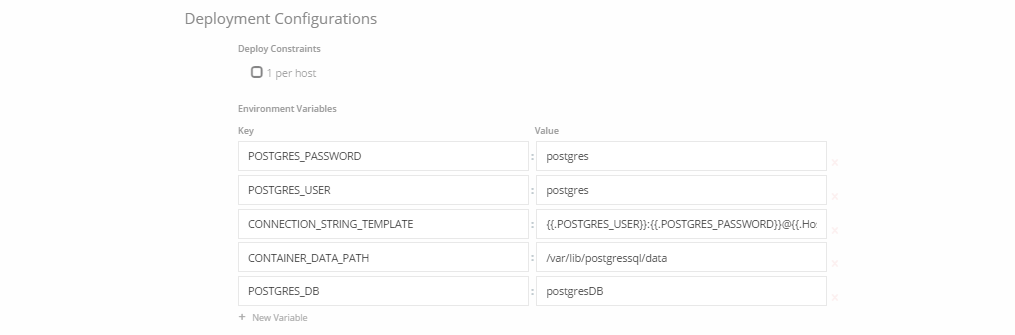 Deployment Configurations
Deploy Constraints
1 per host
Environment Variables
Key Value
POSTGRES_PASSWORD : postgres
POSTGRES_USER : postgres
CONNECTION_STRING_TEMPLATE : {{.POSTGRES_USER}}:{{.POSTGRES_PASSWORD}}@{{.Ho
CONTAINER_DATA_PATH : /var/lib/postgressql/data
POSTGRES_DB : postgresDB
+ New Variable